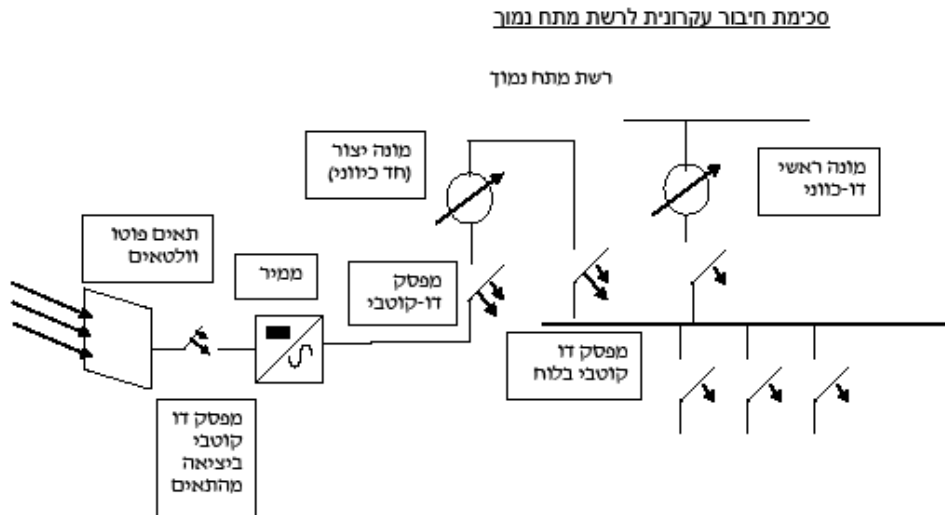 סכימת חיבור עקרונית לרשת מתח נמוך
רשת מתח נמוך
מונה ראשי
דו-כווני
מונה יצור
(חד כיווני)
תאים פוטו
וולטאים
ממיר
מפסק
דו-קוטבי
מפסק דו
קוטבי בלוח
מפסק דו
קוטבי
ביציאה
מהתאים